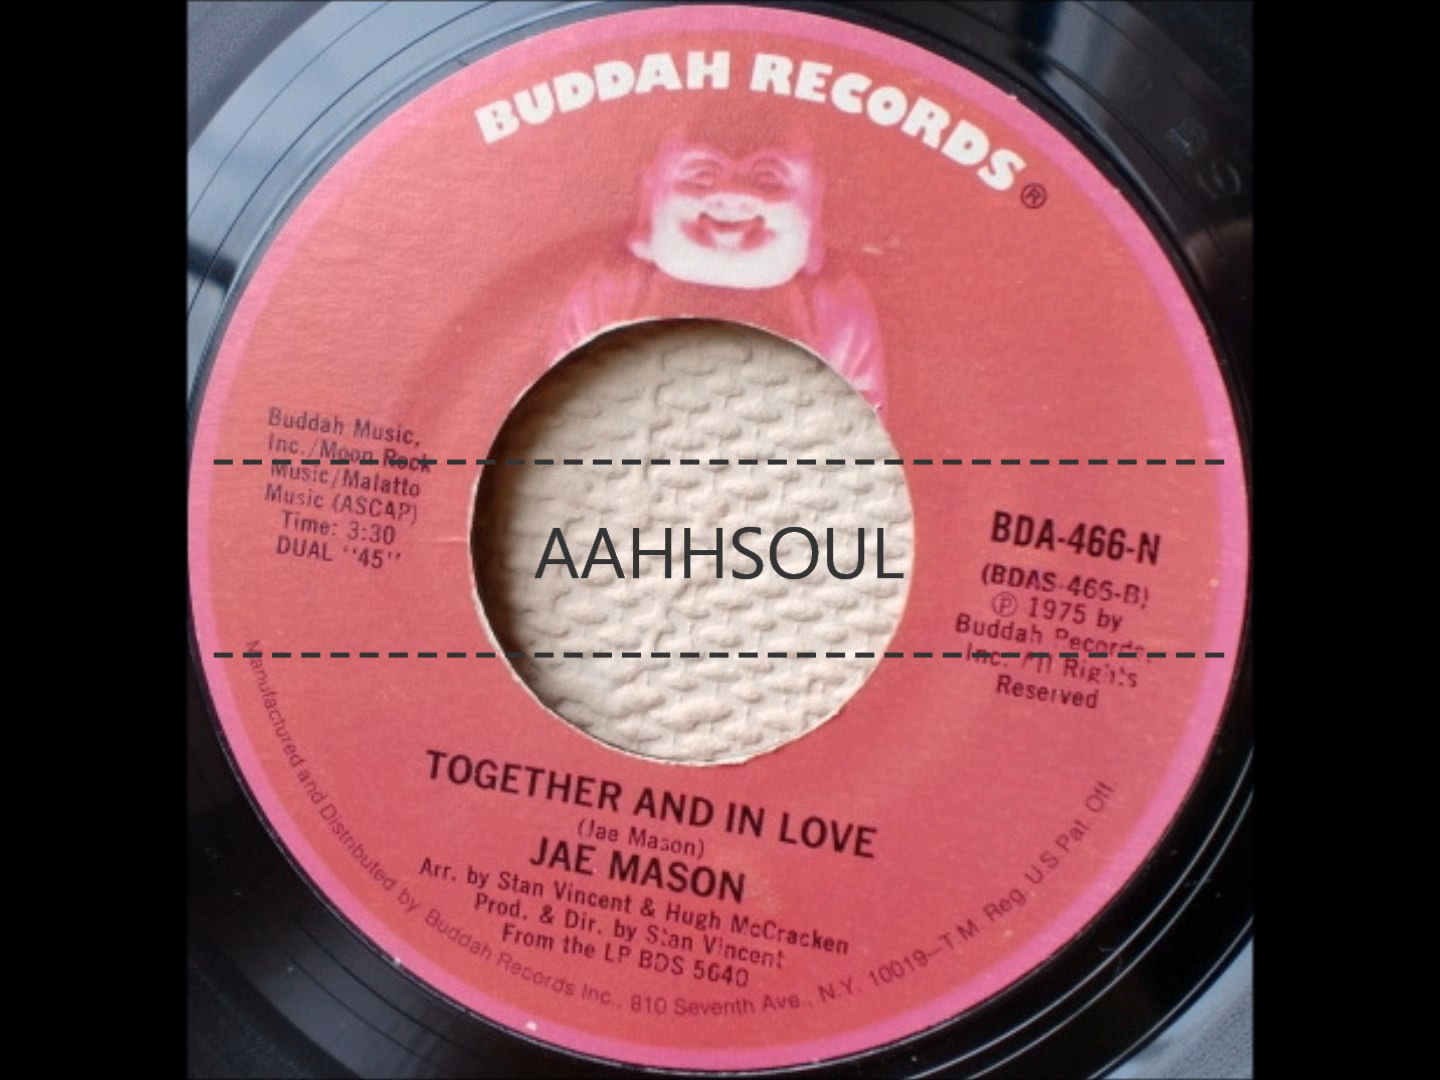 BUDDAH RECORDS®
Buddah Music,
Inc./Moon Rock
Music/Malatto
Music (ASCAP)
Time: 3:30
DUAL "45"
AAHHSOUL
BDA-466-N
(BDAS-466-B)
℗ 1975 by
Buddah Records,
Inc. All Rights
Reserved
TOGETHER AND IN LOVE
(Jae Mason)
JAE MASON
Arr. by Stan Vincent & Hugh McCracken
Prod. & Dir. by Stan Vincent
From the LP BDS 5640
Manufactured and Distributed by Buddah Records Inc., 810 Seventh Ave., N.Y. 10019—T.M. Reg. U.S. Pat. Off.